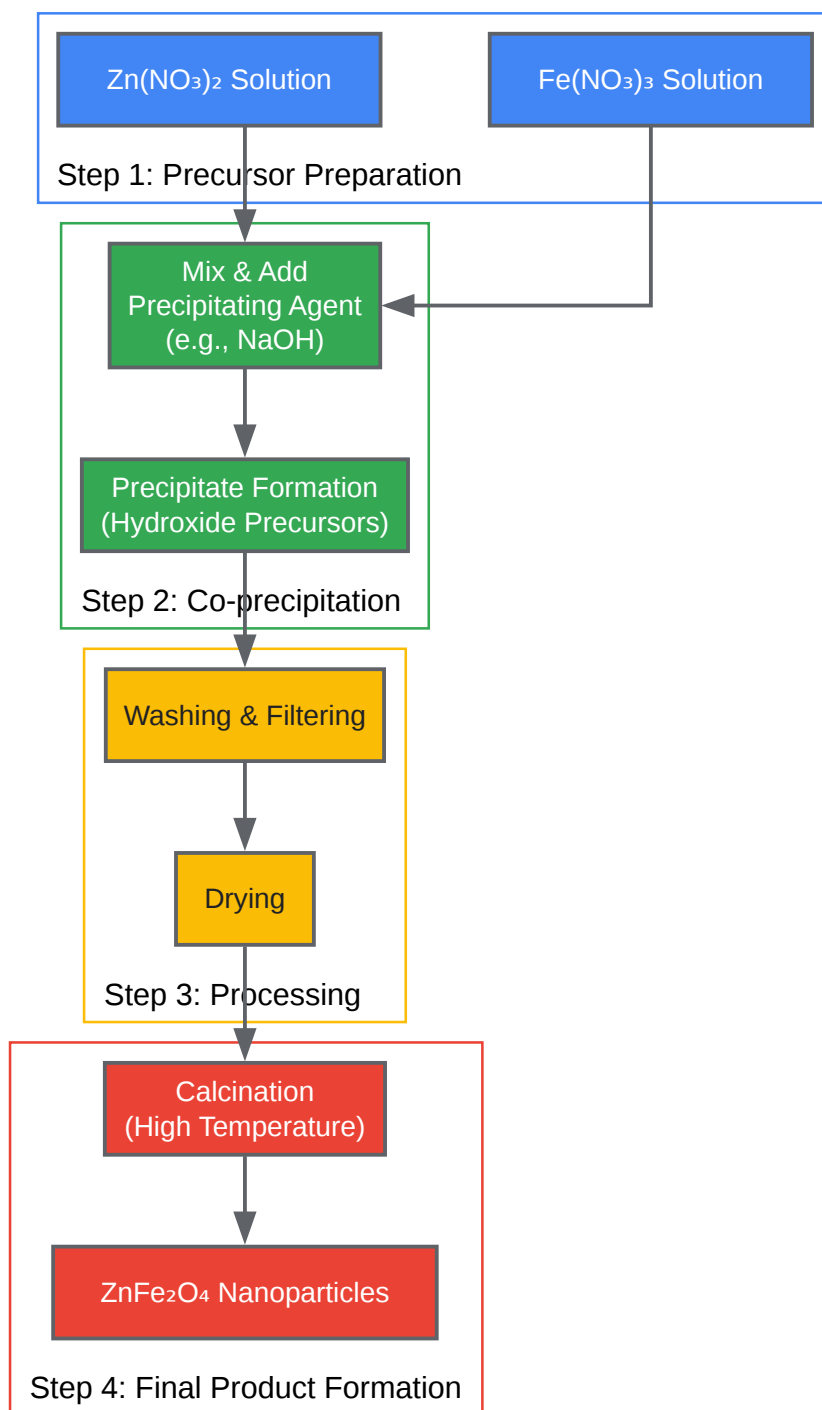 Zn(NO₃)₂ Solution
Fe(NO₃)₃ Solution
Step 1: Precursor Preparation
Mix & Add
Precipitating Agent
(e.g., NaOH)
Precipitate Formation
(Hydroxide Precursors)
Step 2: Co-precipitation
Washing & Filtering
Drying
Step 3: Processing
Calcination
(High Temperature)
ZnFe₂O₄ Nanoparticles
Step 4: Final Product Formation